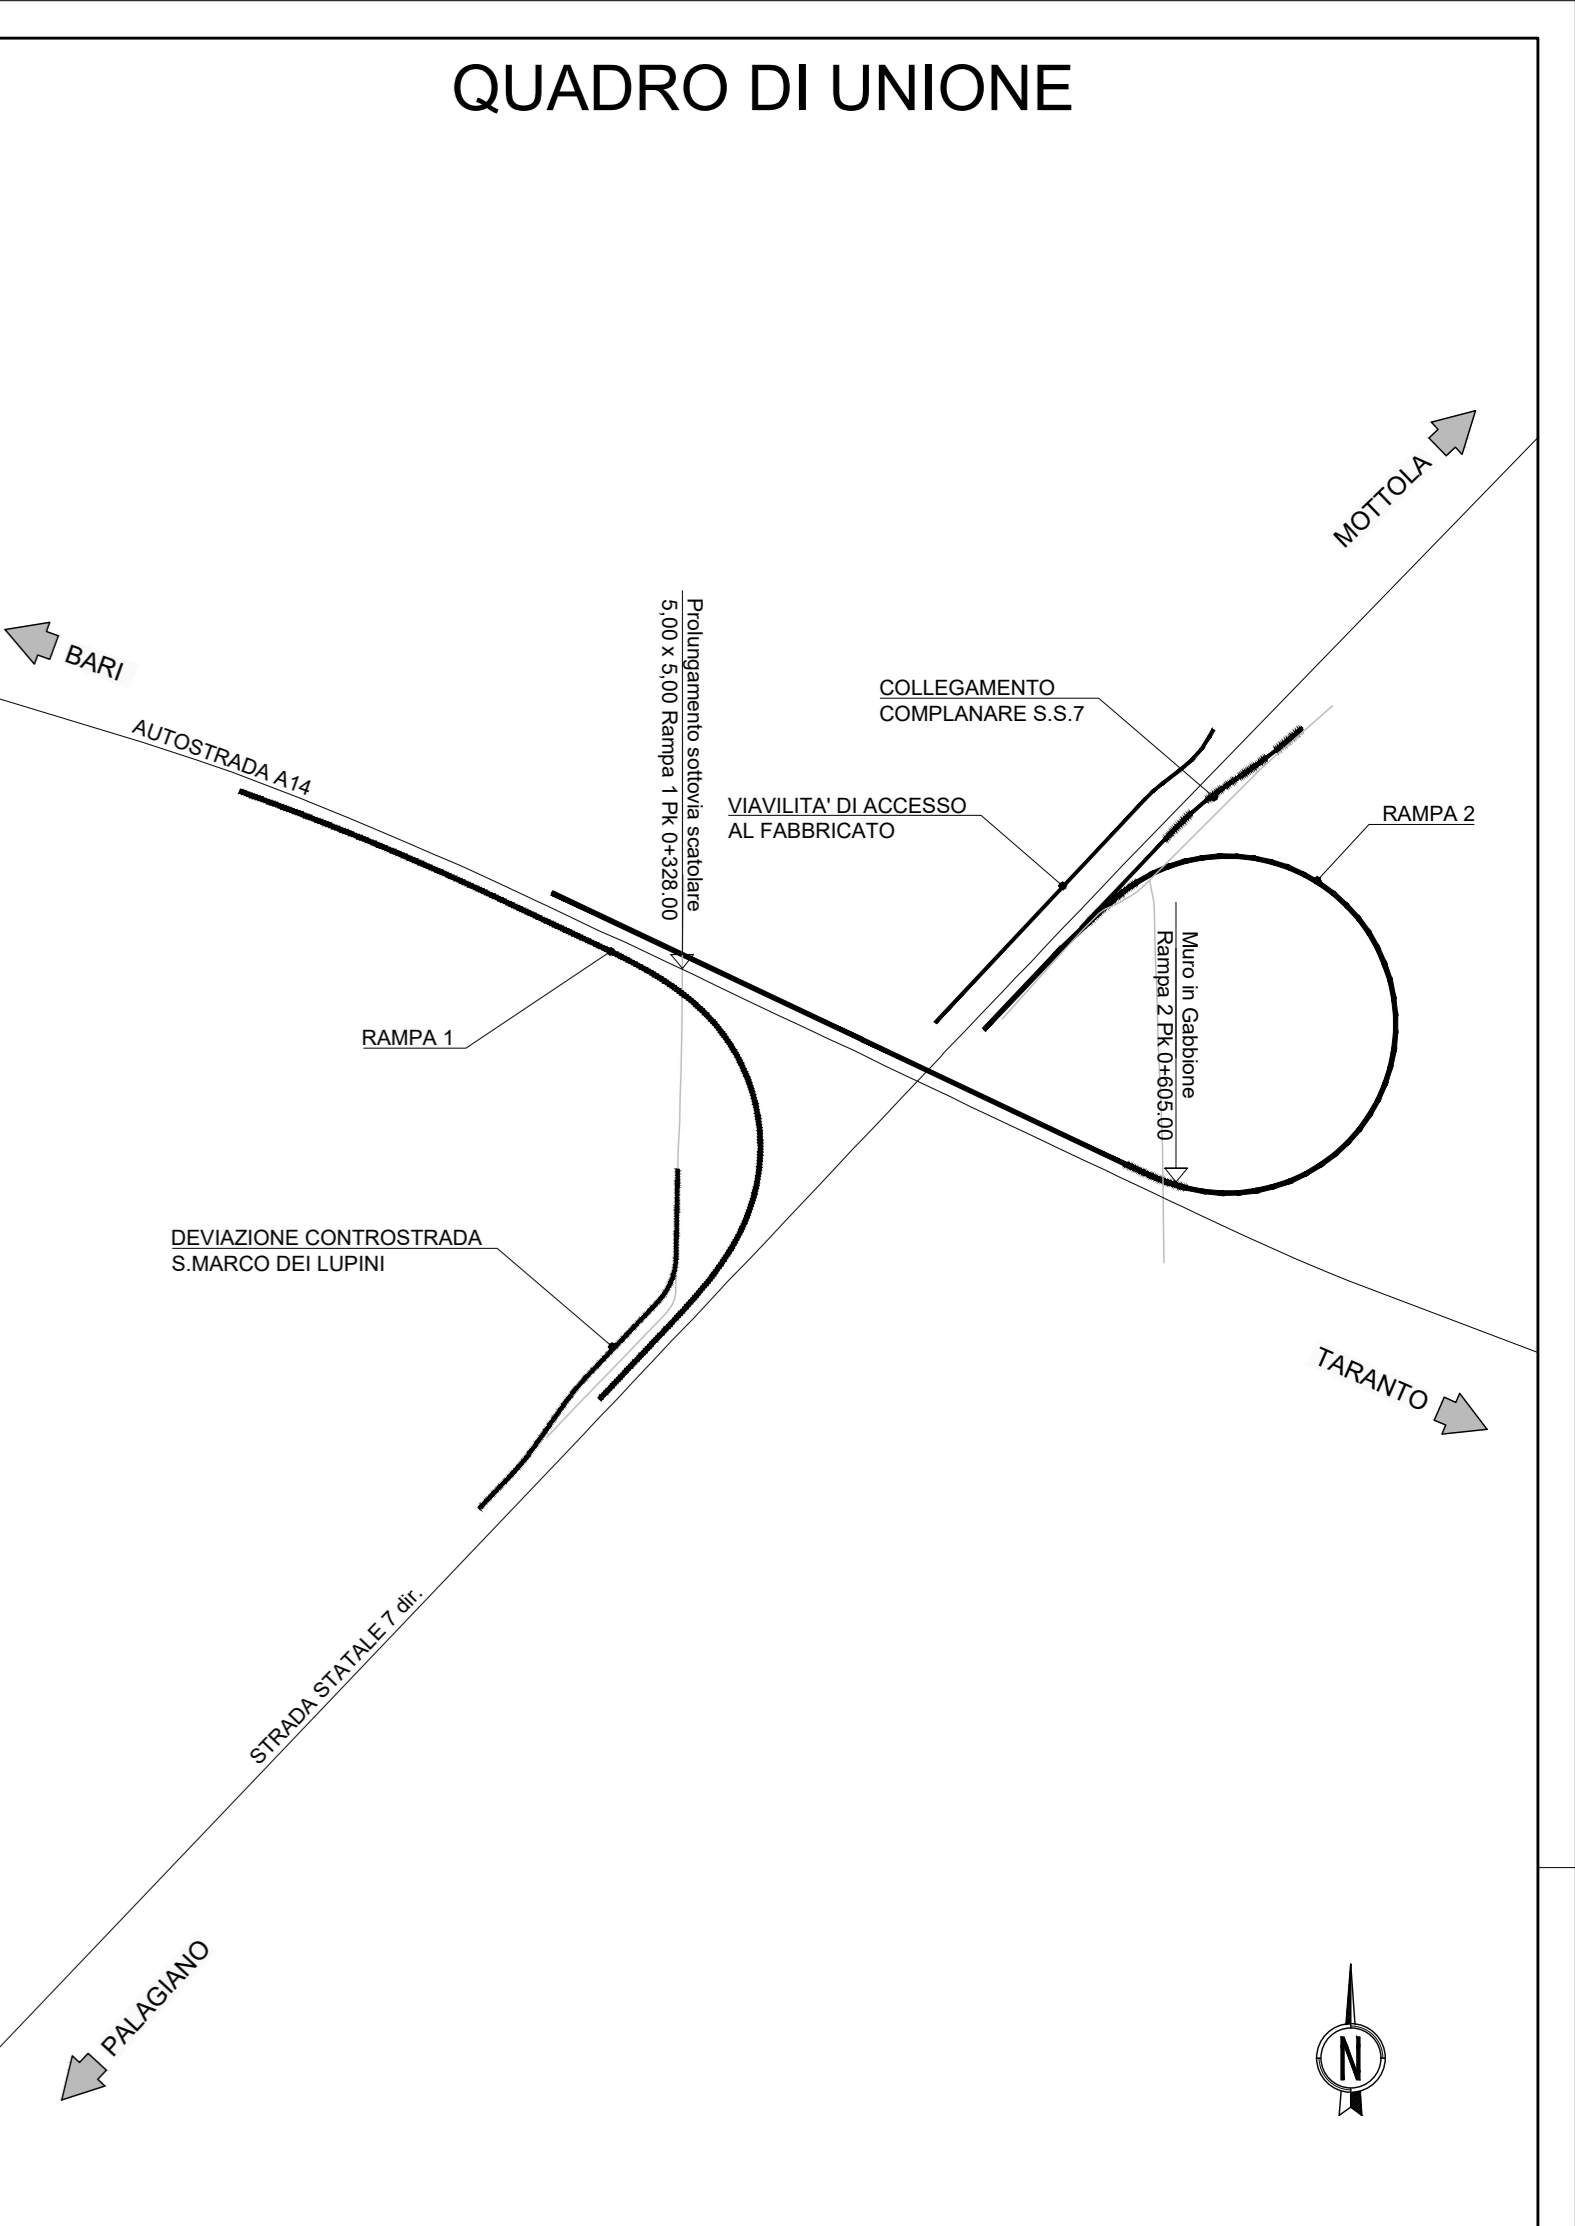 QUADRO DI UNIONE
MOTTOLA
BARI
AUTOSTRADA A14
Prolungamento sottovia scatolare
5,00 x 5,00 Rampa 1 Pk 0+328.00
COLLEGAMENTO
COMPLANARE S.S.7
VIAVILITA' DI ACCESSO
AL FABBRICATO
RAMPA 2
Muro in Gabbione
Rampa 2 Pk 0+605.00
RAMPA 1
DEVIAZIONE CONTROSTRADA
S.MARCO DEI LUPINI
TARANTO
STRADA STATALE 7 dir.
PALAGIANO
N